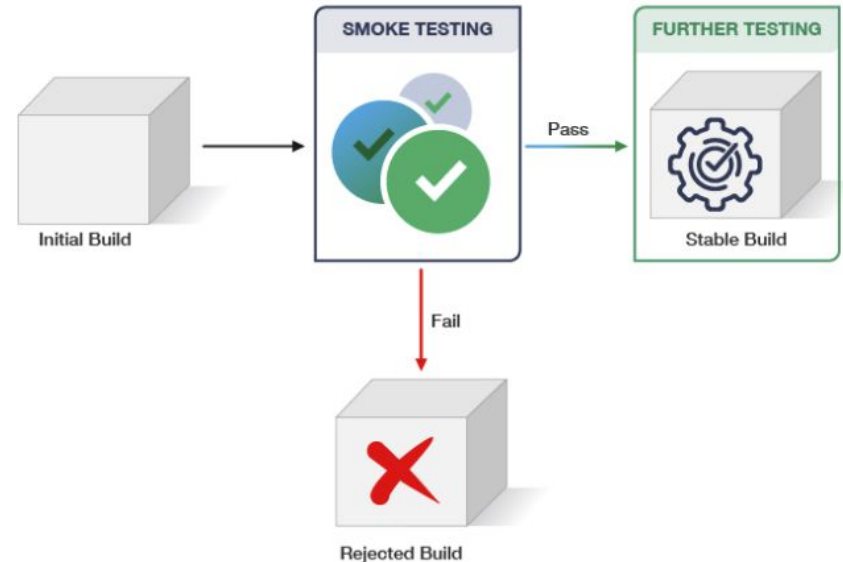 SMOKE TESTING
FURTHER TESTING
Pass
Initial Build
Stable Build
Fail
Rejected Build